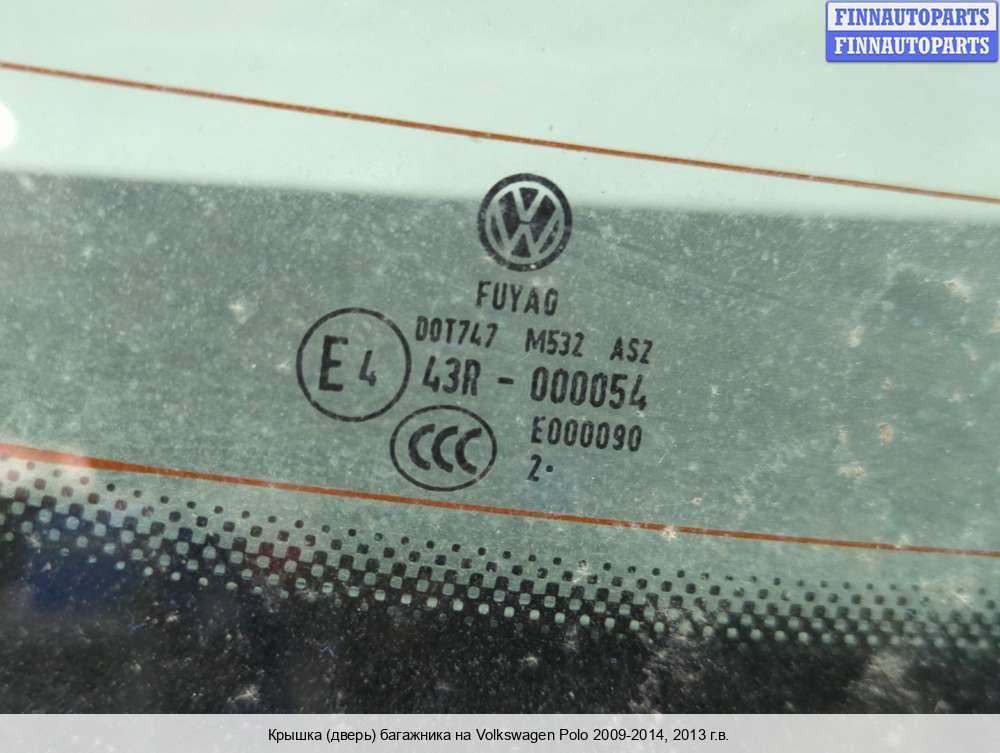 FINNAUTOPARTS
FINNAUTOPARTS
FUYAO
DOT747 M532 AS2
E4 43R - 000054
CCC E000090
2.
Крышка (дверь) багажника на Volkswagen Polo 2009-2014, 2013 г.в.